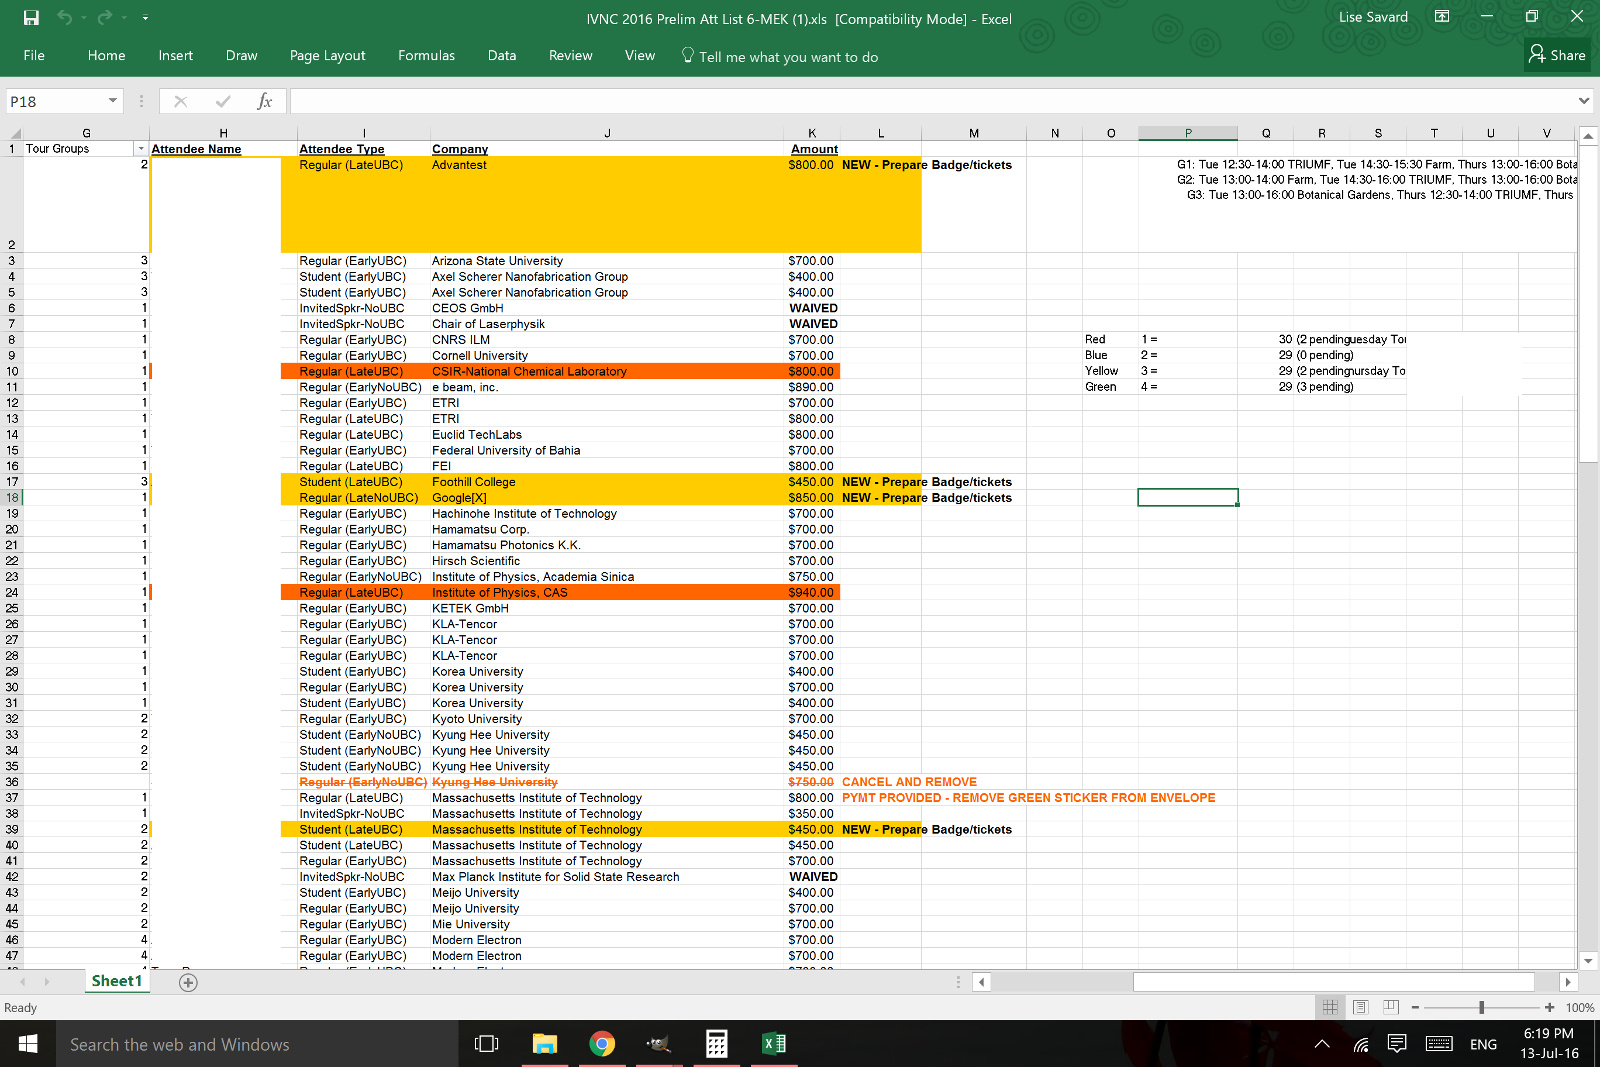 IVNC 2016 Prelim Att List 6-MEK (1).xls [Compatibility Mode] - Excel
Lise Savard
File Home Insert Draw Page Layout Formulas Data Review View Tell me what you want to do
Share
P18
fx
G H I J K L M N O P Q R S T U V
1 Tour Groups Attendee Name Attendee Type Company Amount
2 Regular (LateUBC) Advantest $800.00 NEW - Prepare Badge/tickets G1: Tue 12:30-14:00 TRIUMF, Tue 14:30-15:30 Farm, Thurs 13:00-16:00 Bota
G2: Tue 13:00-14:00 Farm, Tue 14:30-16:00 TRIUMF, Thurs 13:00-16:00 Bota
G3: Tue 13:00-16:00 Botanical Gardens, Thurs 12:30-14:00 TRIUMF, Thurs
2
3 3 Regular (EarlyUBC) Arizona State University $700.00
4 3 Student (EarlyUBC) Axel Scherer Nanofabrication Group $400.00
5 3 Student (EarlyUBC) Axel Scherer Nanofabrication Group $400.00
6 1 InvitedSpkr-NoUBC CEOS GmbH WAIVED
7 1 InvitedSpkr-NoUBC Chair of Laserphysik WAIVED
8 1 Regular (EarlyUBC) CNRS ILM $700.00 Red 1 = 30 (2 pending
9 1 Regular (EarlyUBC) Cornell University $700.00 Blue 2 = 29 (0 pending)
10 1 Regular (LateUBC) CSIR-National Chemical Laboratory $800.00 Yellow 3 = 29 (2 pending
11 1 Regular (EarlyNoUBC) e beam, inc. $890.00 Green 4 = 29 (3 pending)
12 1 Regular (EarlyUBC) ETRI $700.00
13 1 Regular (LateUBC) ETRI $800.00
14 1 Regular (LateUBC) Euclid TechLabs $800.00
15 1 Regular (EarlyUBC) Federal University of Bahia $700.00
16 1 Regular (LateUBC) FEI $800.00
17 3 Student (LateUBC) Foothill College $450.00 NEW - Prepare Badge/tickets
18 1 Regular (LateNoUBC) Google[X] $850.00 NEW - Prepare Badge/tickets
19 1 Regular (EarlyUBC) Hachinohe Institute of Technology $700.00
20 1 Regular (EarlyUBC) Hamamatsu Corp. $700.00
21 1 Regular (EarlyUBC) Hamamatsu Photonics K.K. $700.00
22 1 Regular (EarlyUBC) Hirsch Scientific $700.00
23 1 Regular (EarlyNoUBC) Institute of Physics, Academia Sinica $750.00
24 1 Regular (LateUBC) Institute of Physics, CAS $940.00
25 1 Regular (EarlyUBC) KETEK GmbH $700.00
26 1 Regular (EarlyUBC) KLA-Tencor $700.00
27 1 Regular (EarlyUBC) KLA-Tencor $700.00
28 1 Regular (EarlyUBC) KLA-Tencor $700.00
29 1 Student (EarlyUBC) Korea University $400.00
30 1 Regular (EarlyUBC) Korea University $700.00
31 1 Student (EarlyUBC) Korea University $400.00
32 2 Regular (EarlyUBC) Kyoto University $700.00
33 2 Student (EarlyNoUBC) Kyung Hee University $450.00
34 2 Student (EarlyNoUBC) Kyung Hee University $450.00
35 2 Student (EarlyNoUBC) Kyung Hee University $450.00
36 Regular (EarlyNoUBC) Kyung Hee University $750.00 CANCEL AND REMOVE
37 1 Regular (LateUBC) Massachusetts Institute of Technology $800.00 PYMT PROVIDED - REMOVE GREEN STICKER FROM ENVELOPE
38 1 InvitedSpkr-NoUBC Massachusetts Institute of Technology $350.00
39 2 Student (LateUBC) Massachusetts Institute of Technology $450.00 NEW - Prepare Badge/tickets
40 2 Student (LateUBC) Massachusetts Institute of Technology $450.00
41 2 Regular (EarlyUBC) Massachusetts Institute of Technology $700.00
42 2 InvitedSpkr-NoUBC Max Planck Institute for Solid State Research WAIVED
43 2 Student (EarlyUBC) Meijo University $400.00
44 2 Regular (EarlyUBC) Meijo University $700.00
45 2 Regular (EarlyUBC) Mie University $700.00
46 4 Regular (EarlyUBC) Modern Electron $700.00
47 4 Regular (EarlyUBC) Modern Electron $700.00
Sheet1
Ready
100%
Search the web and Windows
ENG
6:19 PM
13-Jul-16